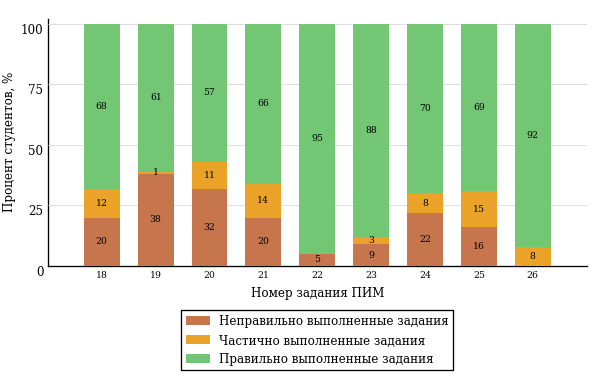 100
75
50
25
0
Процент студентов, %
68 61 57 66 95 88 70 69 92
12 1 11 14 3 8 15 8
20 38 32 20 5 9 22 16
18 19 20 21 22 23 24 25 26
Номер задания ПИМ
Неправильно выполненные задания
Частично выполненные задания
Правильно выполненные задания